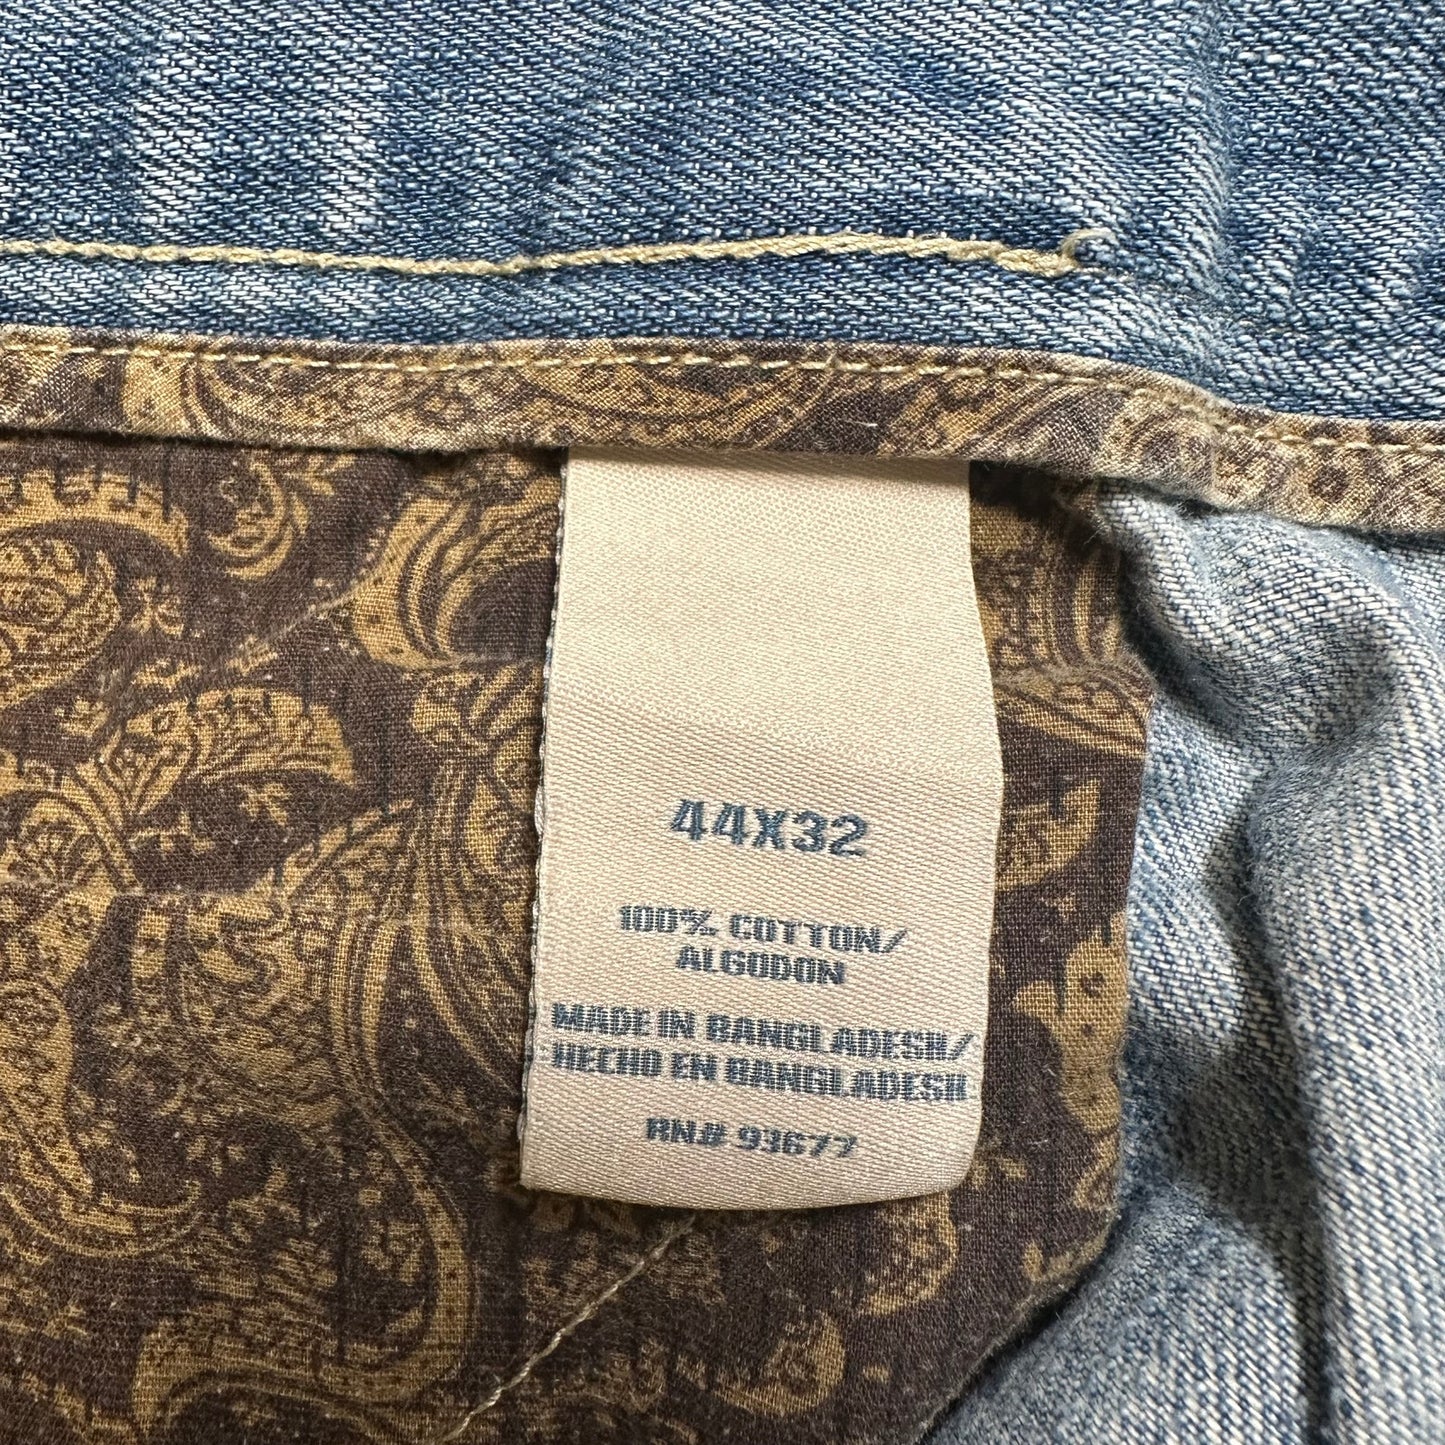 44X32
100% COTTON/
ALGODON
MADE IN BANGLADESH/
HECHO EN BANGLADESH
RN# 93677